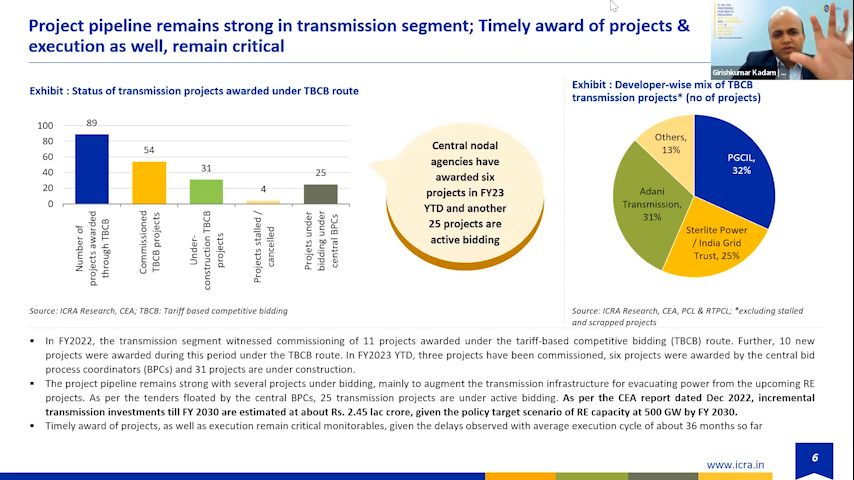 Project pipeline remains strong in transmission segment; Timely award of projects &
execution as well, remain critical
Girishkumar Kadam
Exhibit : Status of transmission projects awarded under TBCB route
100
80
60
40
20
0
89
54
31
4
25
Number of
projects awarded
through TBCB
Commissioned
TBCB projects
Under-
construction TBCB
projects
Projects stalled /
cancelled
Projets under
bidding under
central BPCs
Source: ICRA Research, CEA; TBCB: Tariff based competitive bidding
Central nodal
agencies have
awarded six
projects in FY23
YTD and another
25 projects are
active bidding
Exhibit : Developer-wise mix of TBCB
transmission projects* (no of projects)
Others,
13%
PGCIL,
32%
Adani
Transmission,
31%
Sterlite Power
/ India Grid
Trust, 25%
Source: ICRA Research, CEA, PCL & RTPCL; *excluding stalled
and scrapped projects
▪ In FY2022, the transmission segment witnessed commissioning of 11 projects awarded under the tariff-based competitive bidding (TBCB) route. Further, 10 new
projects were awarded during this period under the TBCB route. In FY2023 YTD, three projects have been commissioned, six projects were awarded by the central bid
process coordinators (BPCs) and 31 projects are under construction.
▪ The project pipeline remains strong with several projects under bidding, mainly to augment the transmission infrastructure for evacuating power from the upcoming RE
projects. As per the tenders floated by the central BPCs, 25 transmission projects are under active bidding. As per the CEA report dated Dec 2022, incremental
transmission investments till FY 2030 are estimated at about Rs. 2.45 lac crore, given the policy target scenario of RE capacity at 500 GW by FY 2030.
▪ Timely award of projects, as well as execution remain critical monitorables, given the delays observed with average execution cycle of about 36 months so far
www.icra.in
6